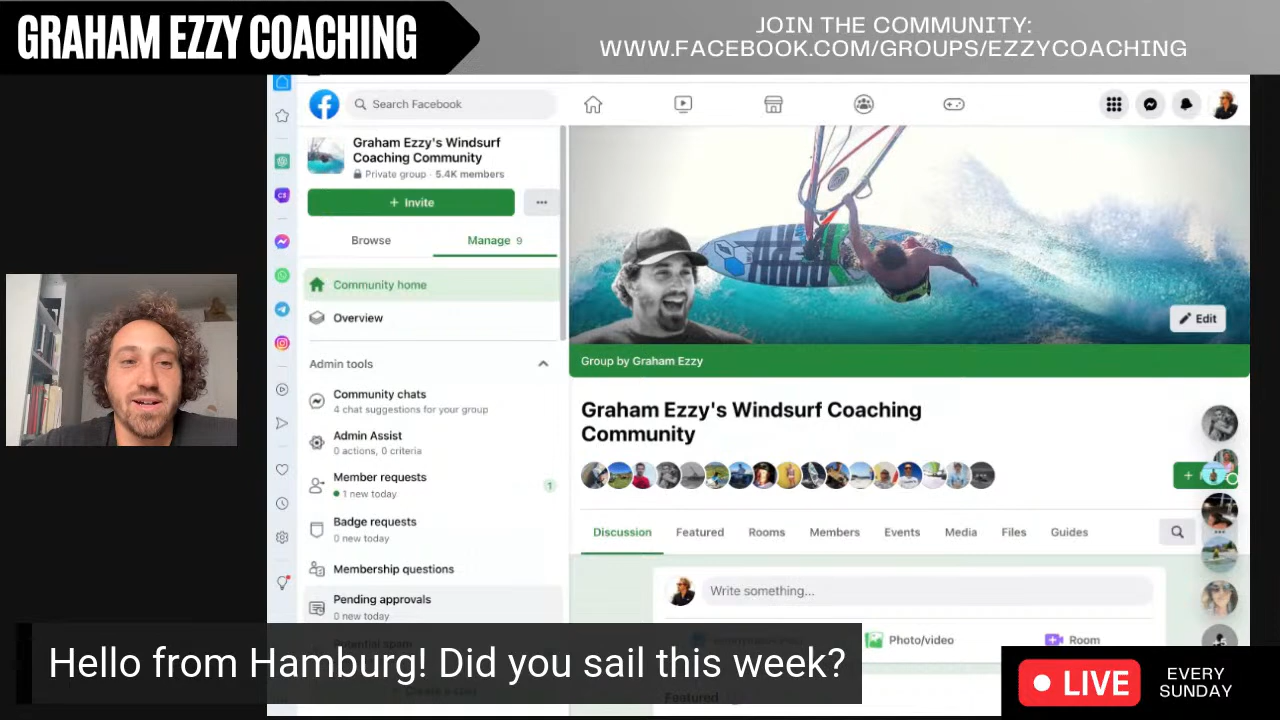 GRAHAM EZZY COACHING
JOIN THE COMMUNITY:
WWW.FACEBOOK.COM/GROUPS/EZZYCOACHING
Search Facebook
Graham Ezzy's Windsurf
Coaching Community
Private group · 5.4K members
+ Invite
Browse
Manage 9
Community home
Overview
Admin tools
Community chats
4 chat suggestions for your group
Admin Assist
0 actions, 0 criteria
Member requests
1 new today
1
Badge requests
0 new today
Membership questions
Pending approvals
0 new today
Potential spam
Edit
Group by Graham Ezzy
Graham Ezzy's Windsurf Coaching
Community
Discussion
Featured
Rooms
Members
Events
Media
Files
Guides
Write something...
Photo/video
Room
Featured
Hello from Hamburg! Did you sail this week?
LIVE
EVERY
SUNDAY